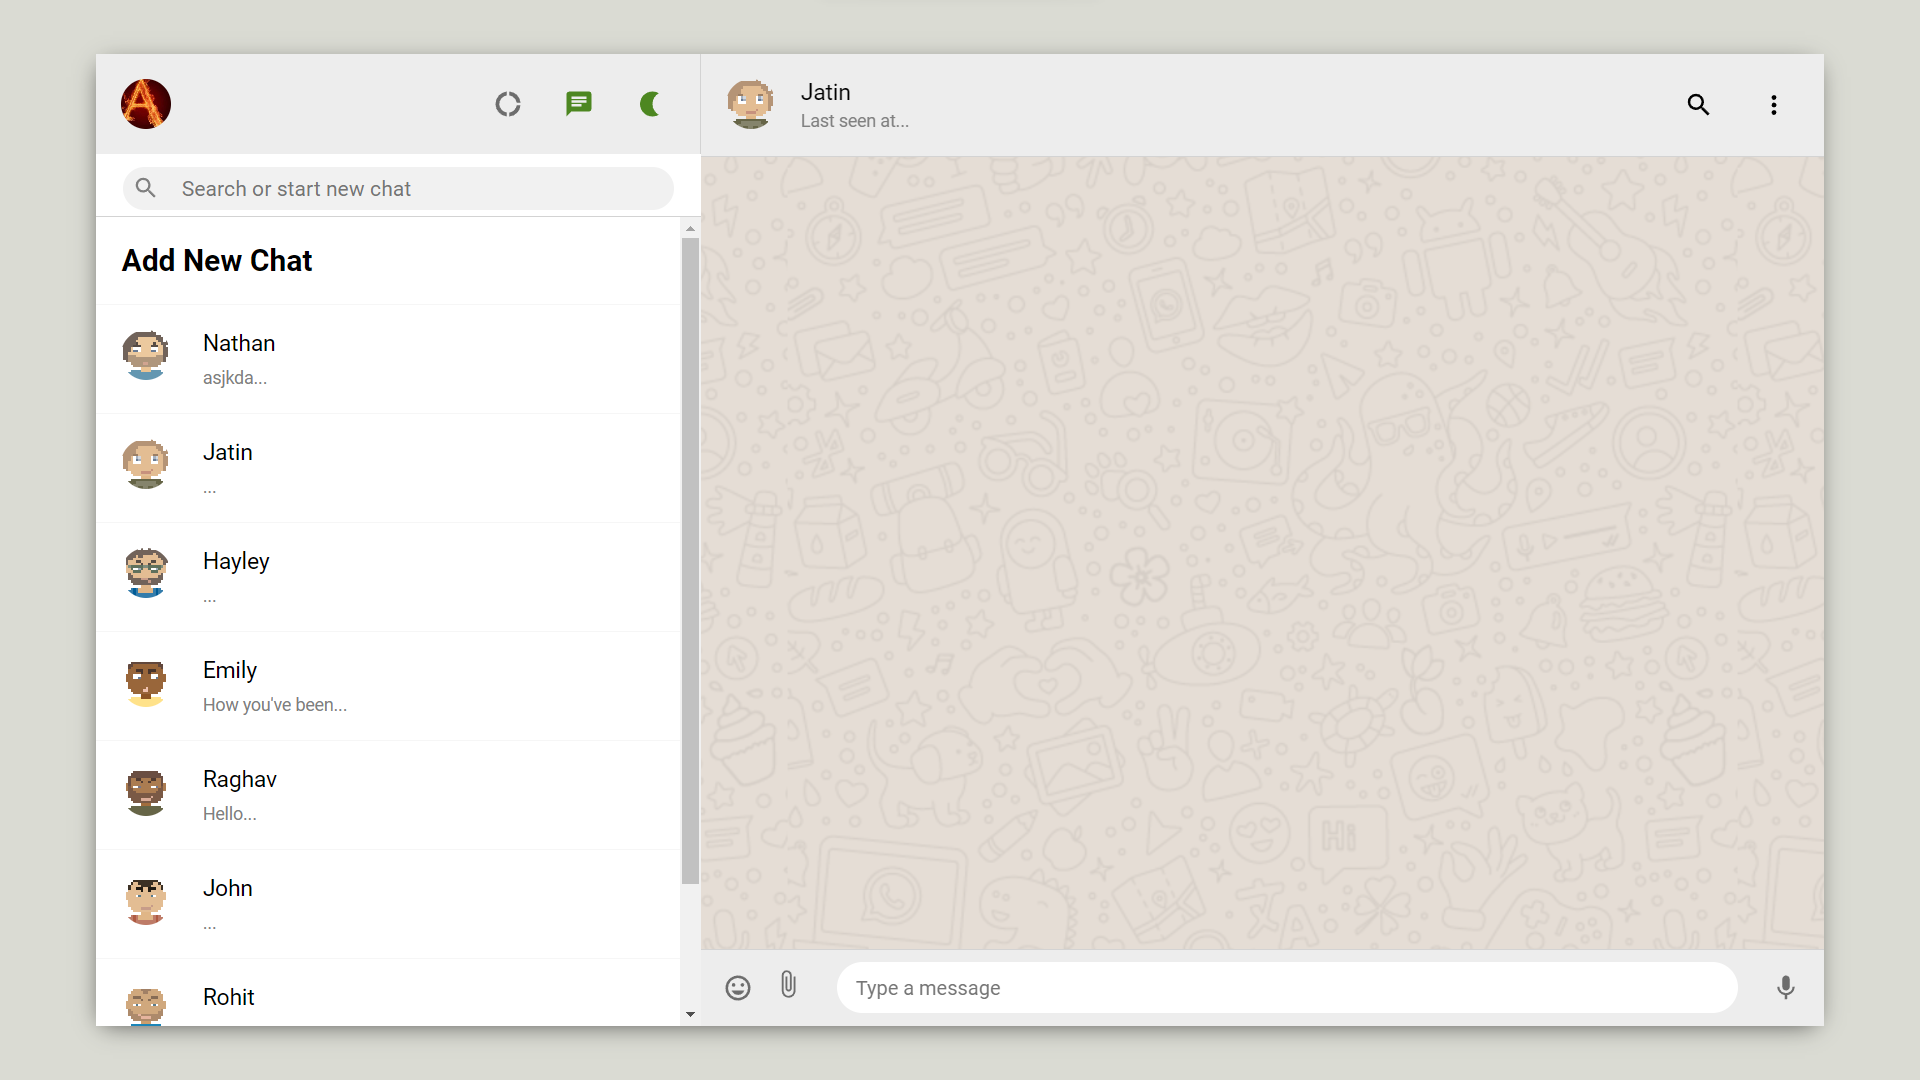 A
Search or start new chat
Add New Chat
Nathan
asjkda...
Jatin
...
Hayley
...
Emily
How you've been...
Raghav
Hello...
John
...
Rohit
Jatin
Last seen at...
Hi
Type a message